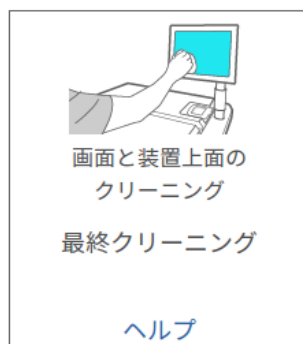 画面と装置上面の
クリーニング
最終クリーニング
ヘルプ